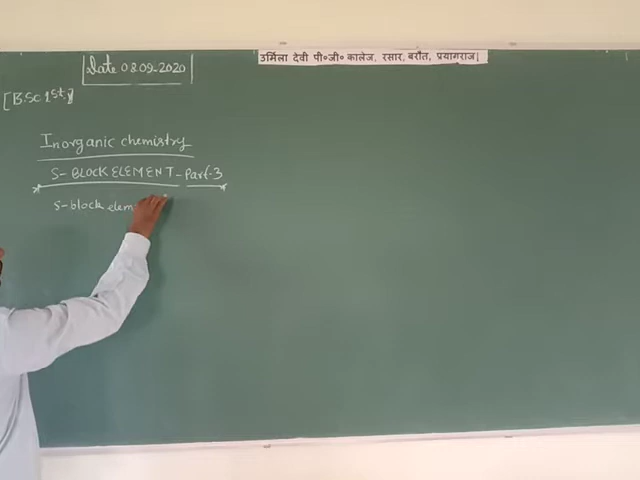 उर्मिला देवी पी०जी० कालेज, रसार, बरौत, प्रयागराज।
Date 08.09.2020
[B.Sc 1st.]
Inorganic chemistry
S-BLOCK ELEMENT-Part-3
S-block elem